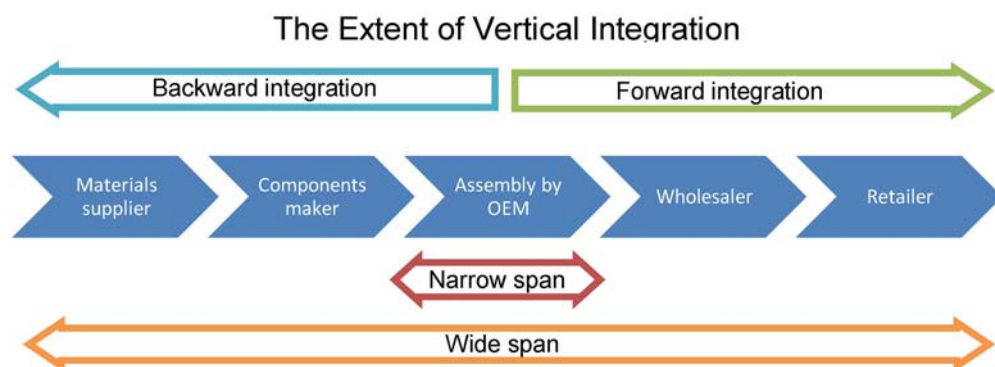 The Extent of Vertical Integration
Backward integration
Forward integration
Materials
supplier
Components
maker
Assembly by
OEM
Wholesaler
Retailer
Narrow span
Wide span